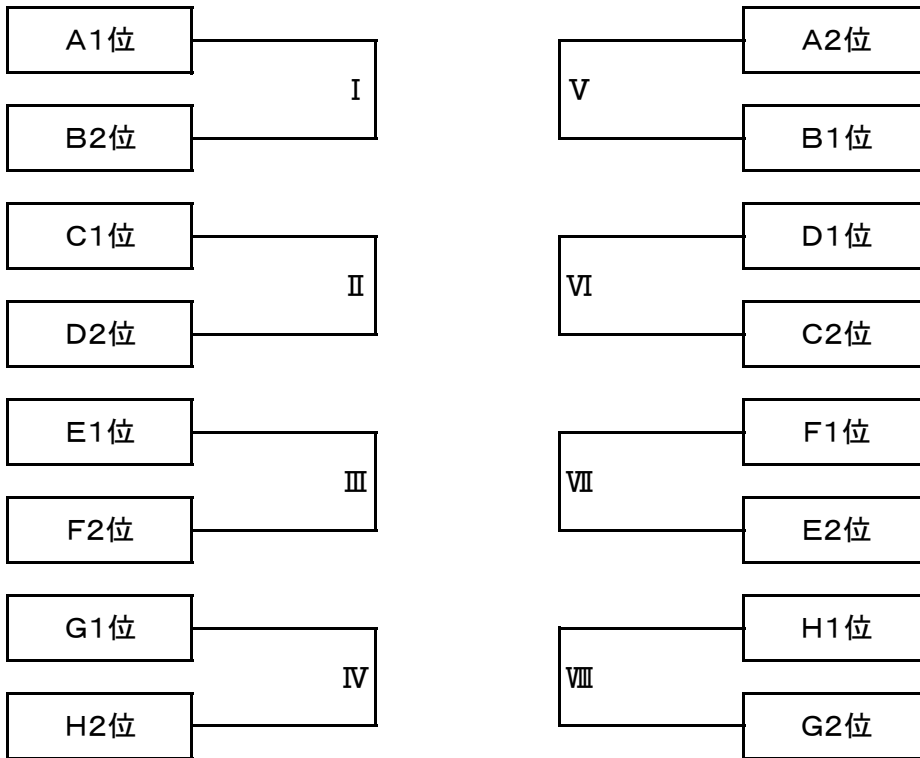 A1位
B2位
Ⅰ
C1位
D2位
Ⅱ
E1位
F2位
Ⅲ
G1位
H2位
Ⅳ
A2位
B1位
Ⅴ
D1位
C2位
Ⅵ
F1位
E2位
Ⅶ
H1位
G2位
Ⅷ